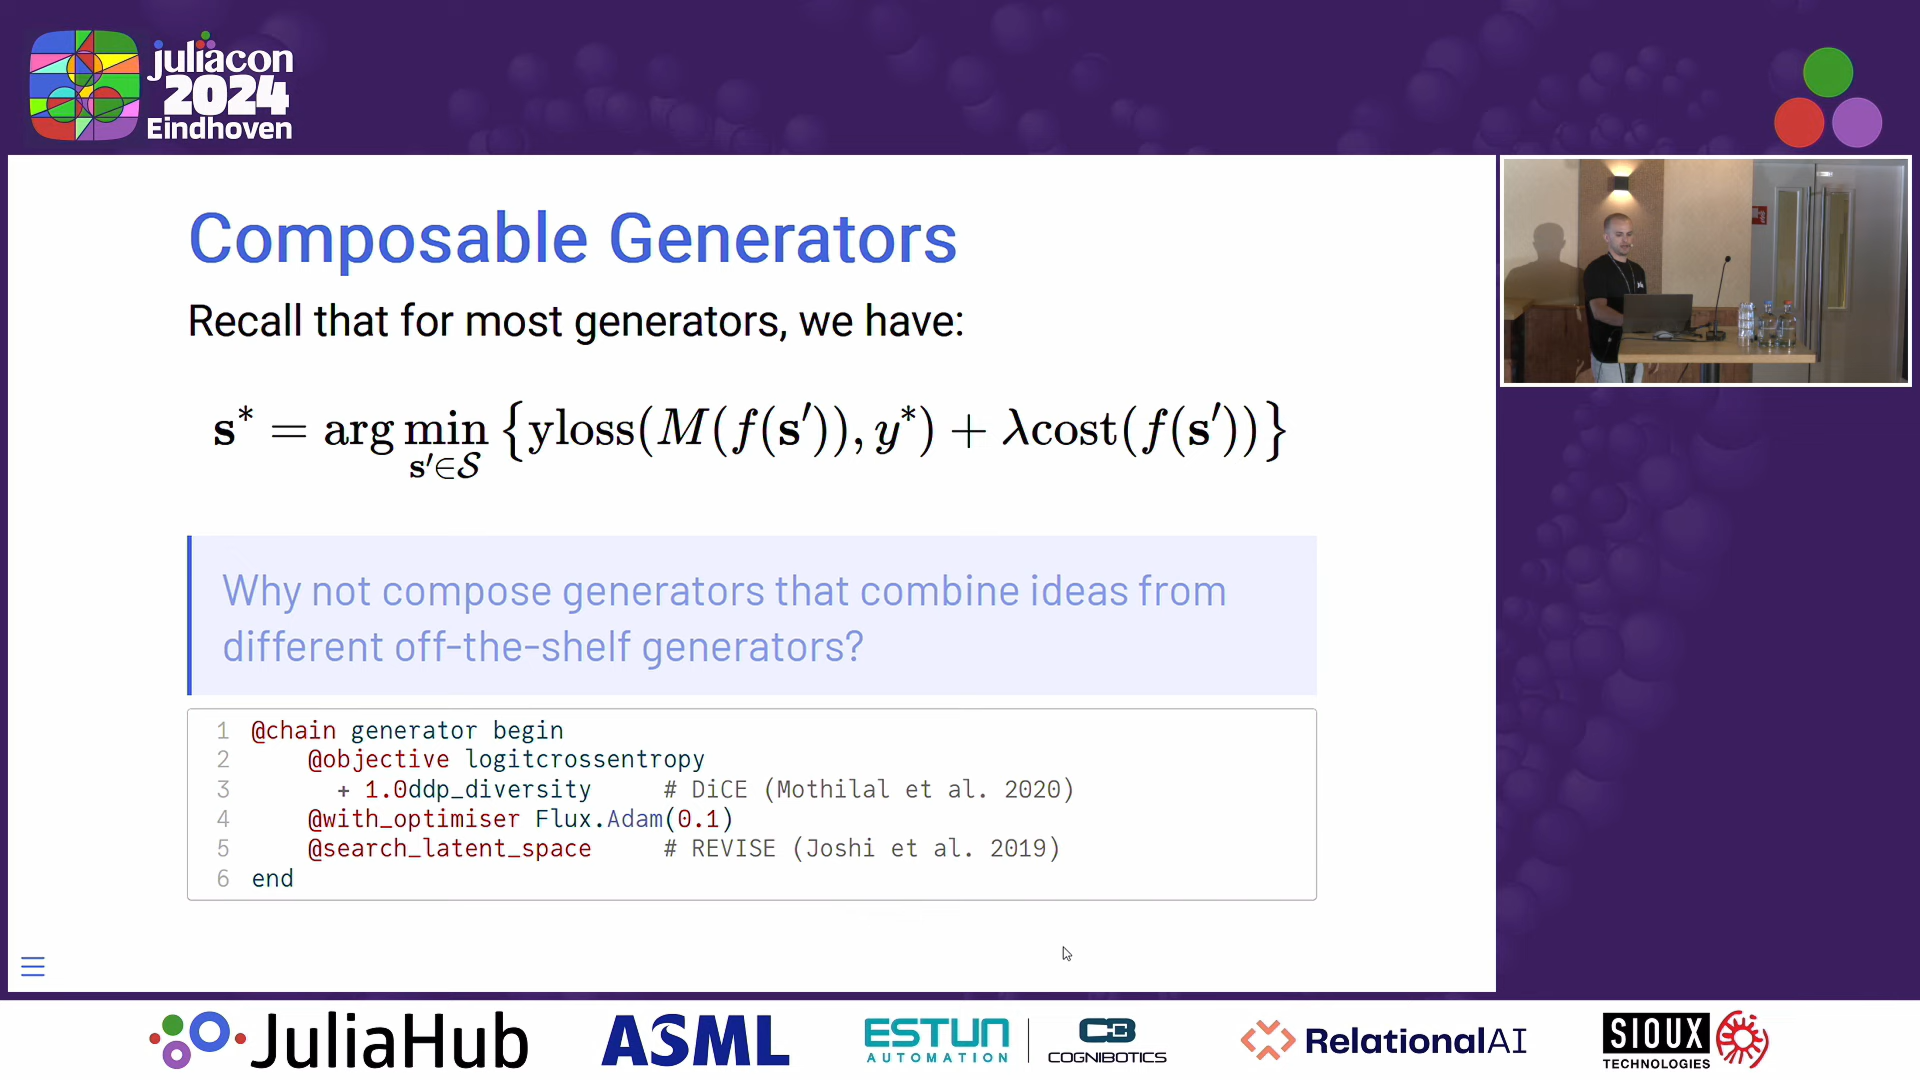 juliacon
2024
Eindhoven
Composable Generators
Recall that for most generators, we have:
s* = arg min {yloss(M(f(s′)), y*) + λcost(f(s′))}
s′∈S
Why not compose generators that combine ideas from
different off-the-shelf generators?
1 @chain generator begin
2     @objective logitcrossentropy
3       + 1.0ddp_diversity     # DiCE (Mothilal et al. 2020)
4     @with_optimiser Flux.Adam(0.1)
5     @search_latent_space     # REVISE (Joshi et al. 2019)
6 end
JuliaHub
ASML
ESTUN
AUTOMATION
COGNIBOTICS
RelationalAI
SIOUX
TECHNOLOGIES